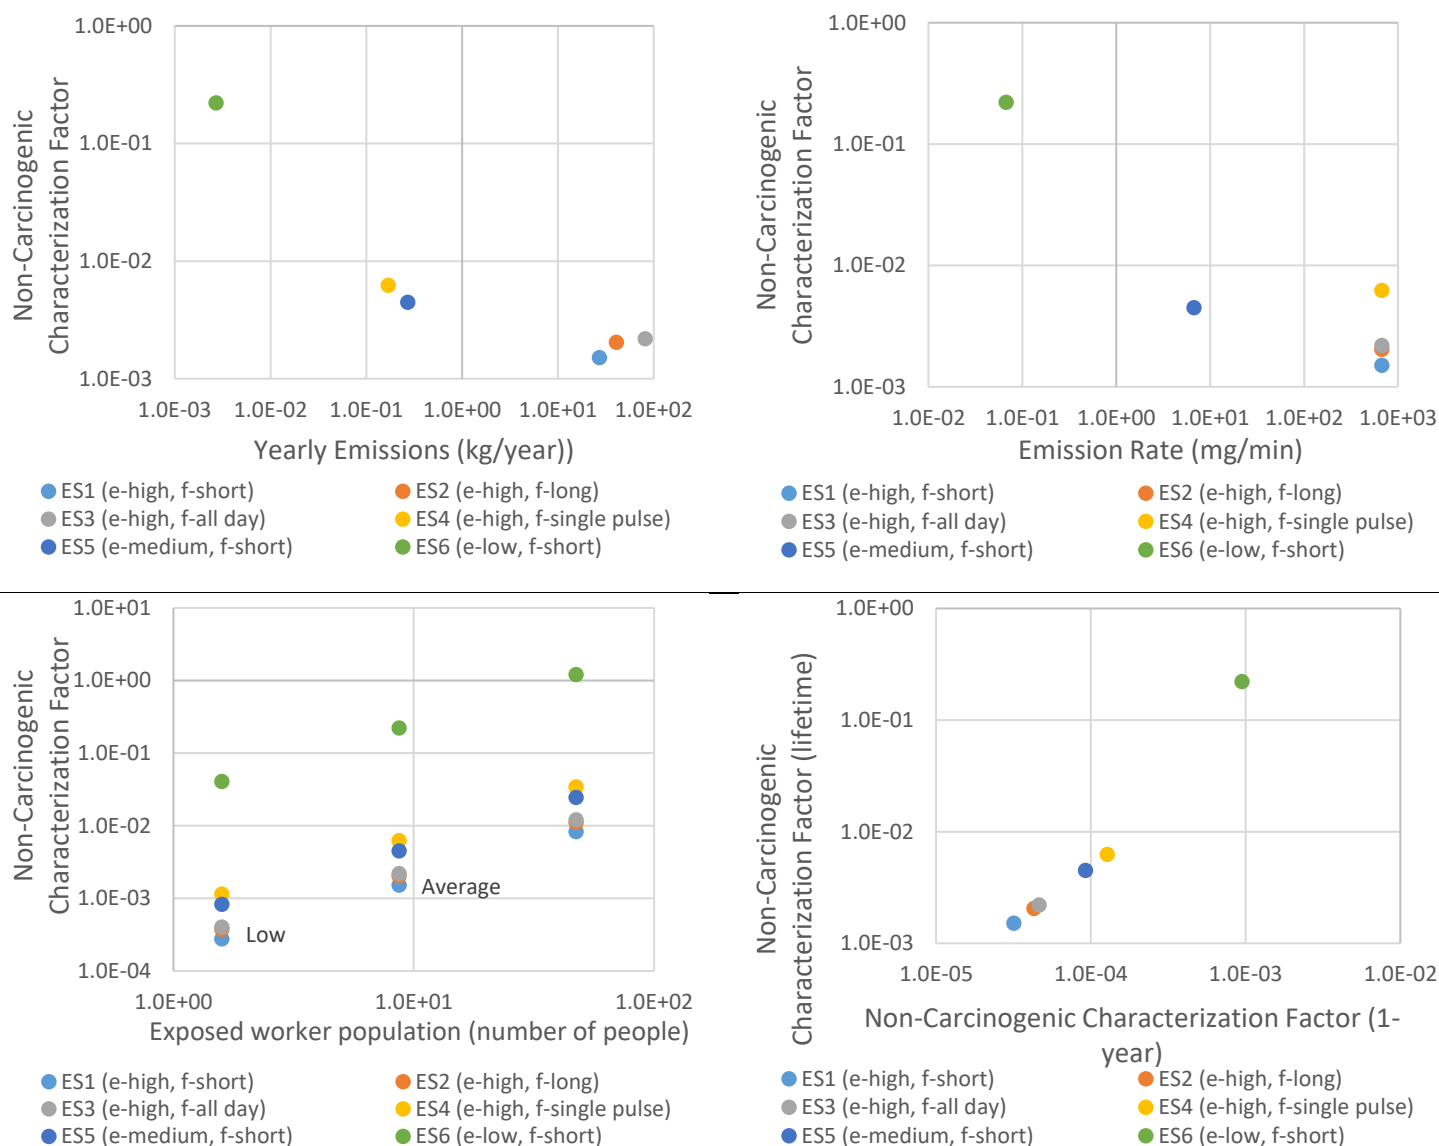 Non-Carcinogenic
Characterization Factor
1.0E+00
1.0E-01
1.0E-02
1.0E-03
1.0E-03 1.0E-02 1.0E-01 1.0E+00 1.0E+01 1.0E+02
Yearly Emissions (kg/year))
ES1 (e-high, f-short) ES2 (e-high, f-long)
ES3 (e-high, f-all day) ES4 (e-high, f-single pulse)
ES5 (e-medium, f-short) ES6 (e-low, f-short)
Non-Carcinogenic
Characterization Factor
1.0E+00
1.0E-01
1.0E-02
1.0E-03
1.0E-02 1.0E-01 1.0E+00 1.0E+01 1.0E+02 1.0E+03
Emission Rate (mg/min)
ES1 (e-high, f-short) ES2 (e-high, f-long)
ES3 (e-high, f-all day) ES4 (e-high, f-single pulse)
ES5 (e-medium, f-short) ES6 (e-low, f-short)
Non-Carcinogenic
Characterization Factor
1.0E+01
1.0E+00
1.0E-01
1.0E-02
1.0E-03
1.0E-04
Average
Low
1.0E+00 1.0E+01 1.0E+02
Exposed worker population (number of people)
ES1 (e-high, f-short) ES2 (e-high, f-long)
ES3 (e-high, f-all day) ES4 (e-high, f-single pulse)
ES5 (e-medium, f-short) ES6 (e-low, f-short)
Non-Carcinogenic
Characterization Factor (lifetime)
1.0E+00
1.0E-01
1.0E-02
1.0E-03
1.0E-05 1.0E-04 1.0E-03 1.0E-02
Non-Carcinogenic Characterization Factor (1-
year)
ES1 (e-high, f-short) ES2 (e-high, f-long)
ES3 (e-high, f-all day) ES4 (e-high, f-single pulse)
ES5 (e-medium, f-short) ES6 (e-low, f-short)